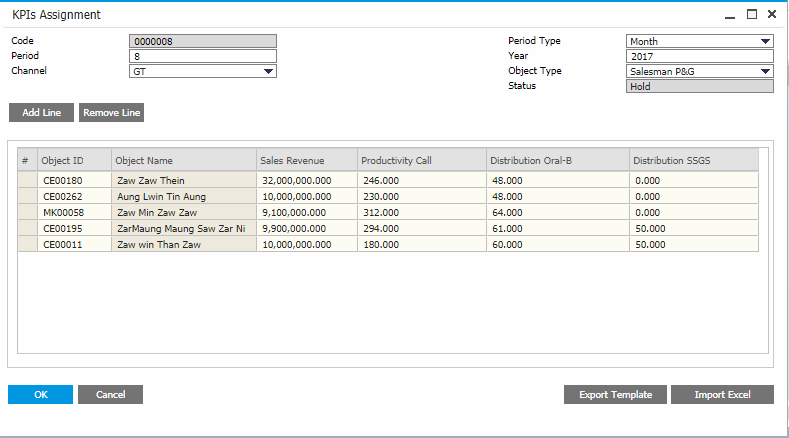 KPIs Assignment
Code 0000008 Period Type Month
Period 8 Year 2017
Channel GT Object Type Salesman P&G
Status Hold
Add Line Remove Line
# Object ID Object Name Sales Revenue Productivity Call Distribution Oral-B Distribution SSGS
CE00180 Zaw Zaw Thein 32,000,000.000 246.000 48.000 0.000
CE00262 Aung Lwin Tin Aung 10,000,000.000 230.000 48.000 0.000
MK00058 Zaw Min Zaw Zaw 9,100,000.000 312.000 64.000 0.000
CE00195 ZarMaung Maung Saw Zar Ni 9,900,000.000 294.000 61.000 50.000
CE00011 Zaw win Than Zaw 10,000,000.000 180.000 60.000 50.000
OK Cancel Export Template Import Excel